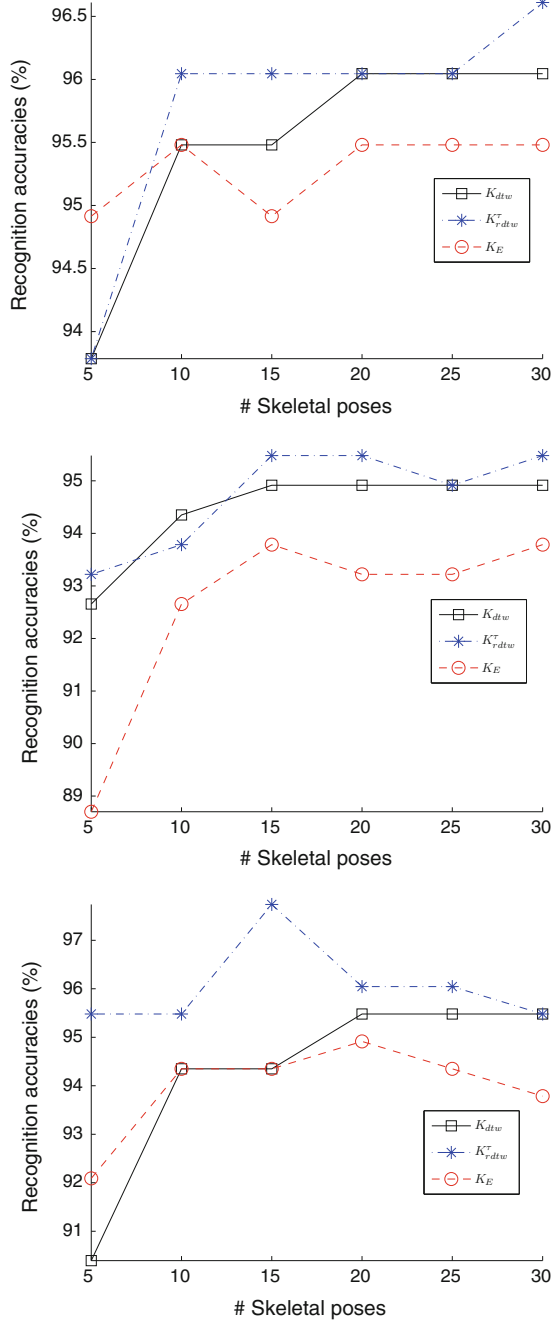 96.5
96
95.5
95
94.5
94
Recognition accuracies (%)
K_dtw
K^τ_rdtw
K_E
5 10 15 20 25 30
# Skeletal poses
95
94
93
92
91
90
89
Recognition accuracies (%)
K_dtw
K^τ_rdtw
K_E
5 10 15 20 25 30
# Skeletal poses
97
96
95
94
93
92
91
Recognition accuracies (%)
K_dtw
K^τ_rdtw
K_E
5 10 15 20 25 30
# Skeletal poses